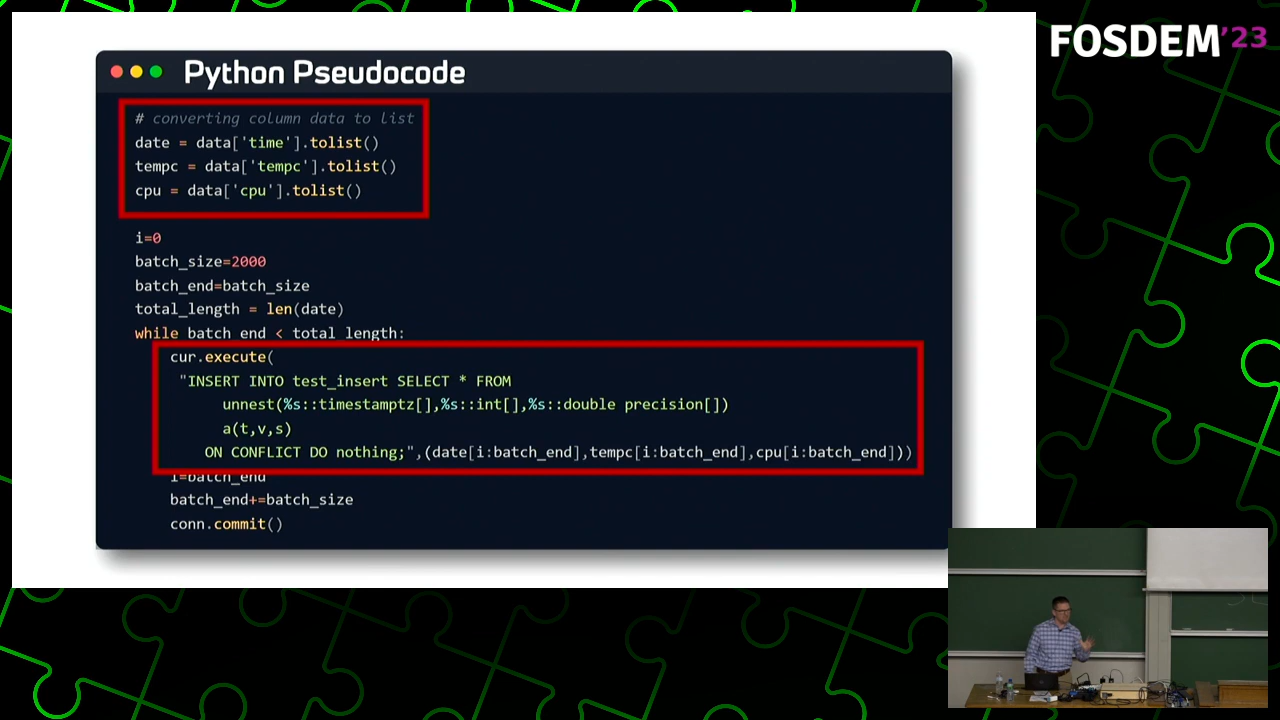 FOSDEM'23
Python Pseudocode
# converting column data to list
date = data['time'].tolist()
tempc = data['tempc'].tolist()
cpu = data['cpu'].tolist()
i=0
batch_size=2000
batch_end=batch_size
total_length = len(date)
while batch_end < total_length:
cur.execute(
"INSERT INTO test_insert SELECT * FROM
unnest(%s::timestamptz[],%s::int[],%s::double precision[])
a(t,v,s)
ON CONFLICT DO nothing;",(date[i:batch_end],tempc[i:batch_end],cpu[i:batch_end]))
i=batch_end
batch_end+=batch_size
conn.commit()